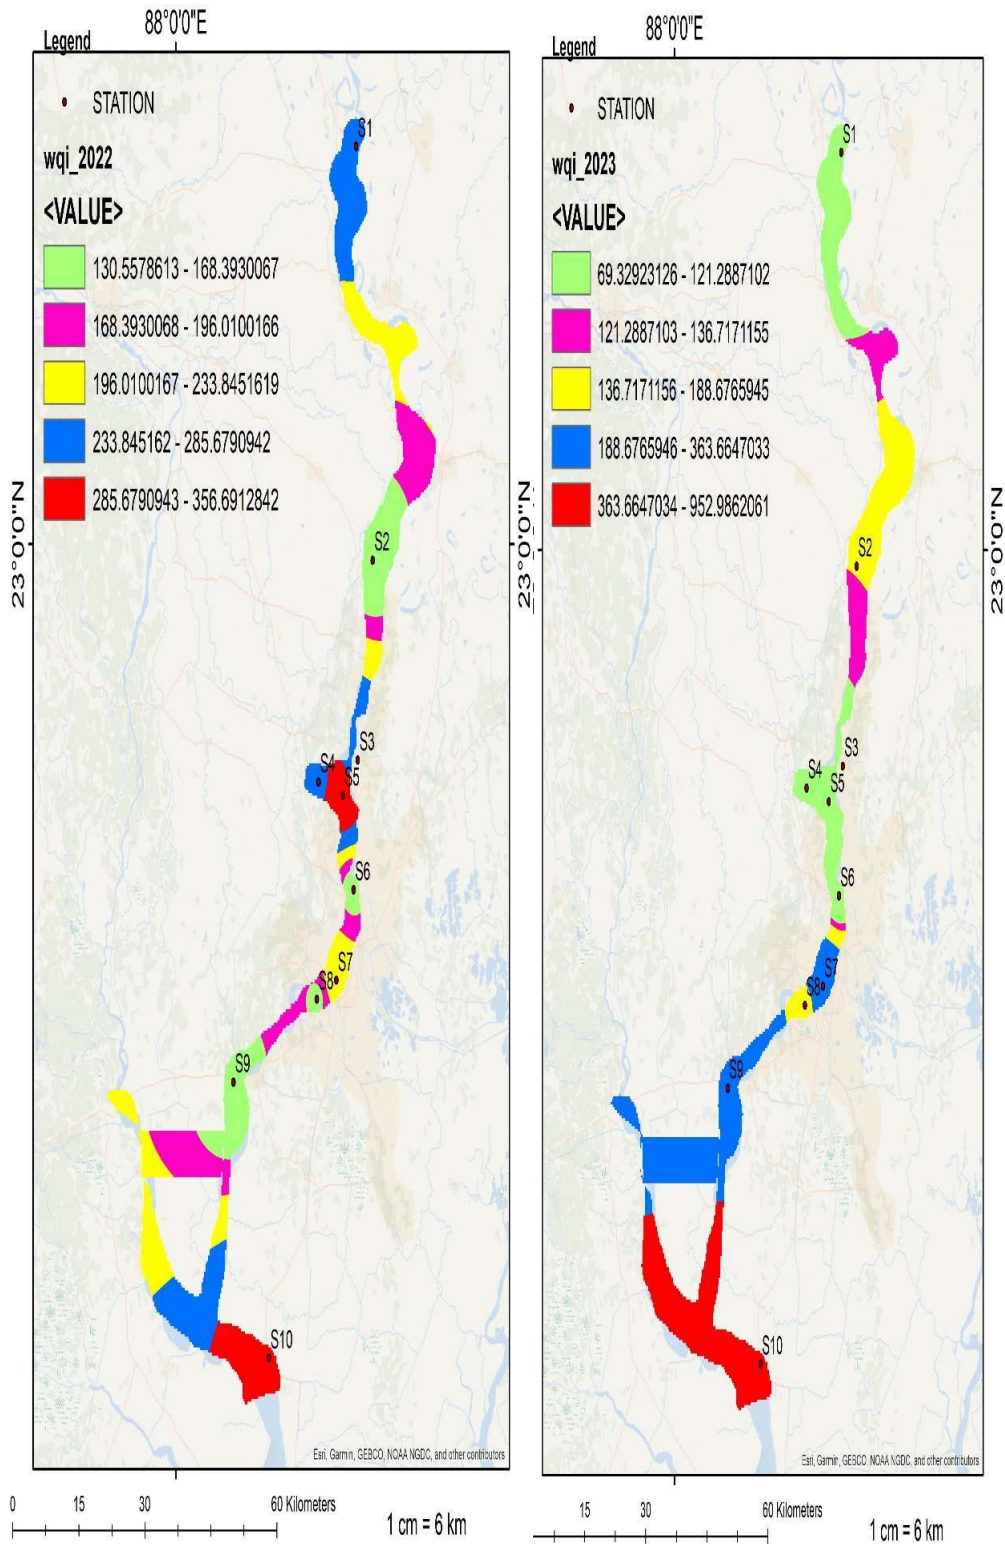 88°0'0"E
Legend
STATION
wqi_2022
<VALUE>
130.5578613 - 168.3930067
168.3930068 - 196.0100166
196.0100167 - 233.8451619
233.845162 - 285.6790942
285.6790943 - 356.6912842
23°0'0"N
S1
S2
S3
S4
S5
S6
S7
S8
S9
S10
Esri, Garmin, GEBCO, NOAA NGDC, and other contributors
0 15 30 60 Kilometers
1 cm = 6 km
88°0'0"E
Legend
STATION
wqi_2023
<VALUE>
69.32923126 - 121.2887102
121.2887103 - 136.7171155
136.7171156 - 188.6765945
188.6765946 - 363.6647033
363.6647034 - 952.9862061
23°0'0"N
23°0'0"N
S1
S2
S3
S4
S5
S6
S7
S8
S9
S10
Esri, Garmin, GEBCO, NOAA NGDC, and other contributors
15 30 60 Kilometers
1 cm = 6 km